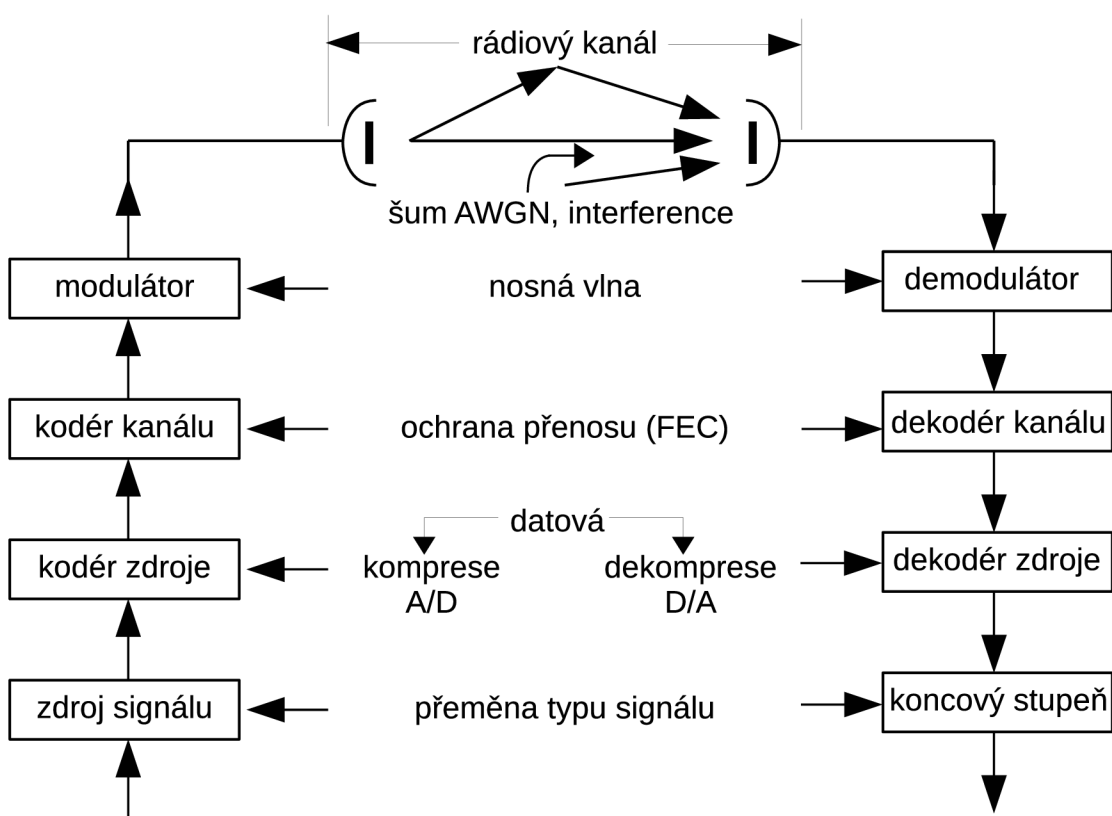 rádiový kanál
šum AWGN, interference
modulátor
nosná vlna
demodulátor
kodér kanálu
ochrana přenosu (FEC)
dekodér kanálu
datová
kodér zdroje
komprese
A/D
dekomprese
D/A
dekodér zdroje
zdroj signálu
přeměna typu signálu
koncový stupeň